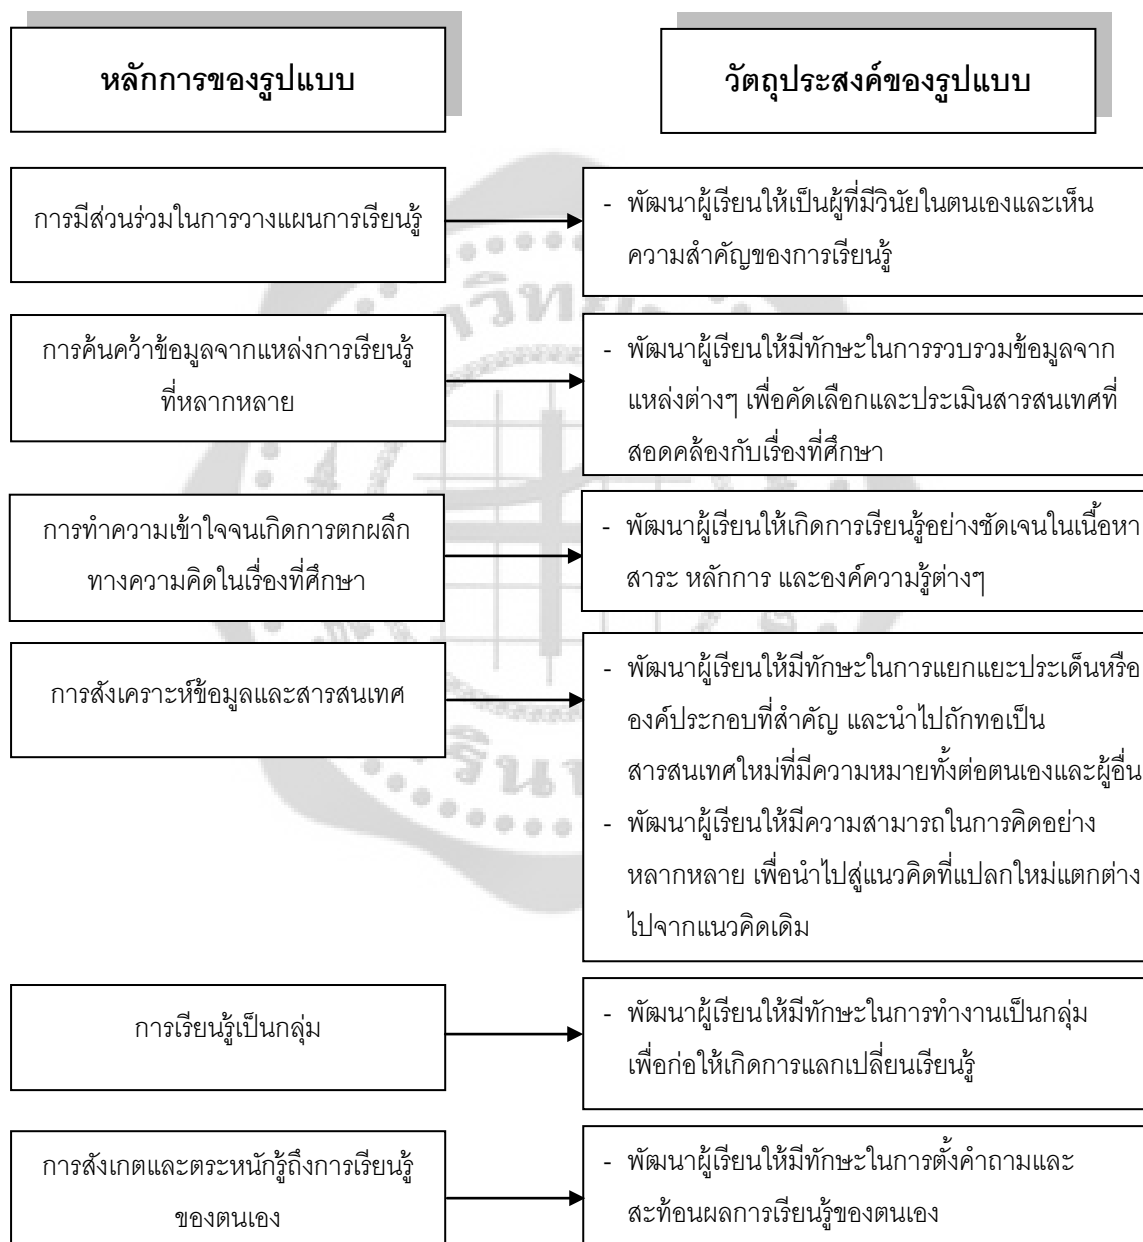 หลักการของรูปแบบ
วัตถุประสงค์ของรูปแบบ
การมีส่วนร่วมในการวางแผนการเรียนรู้
- พัฒนาผู้เรียนให้เป็นผู้ที่มีวินัยในตนเองและเห็น
ความสำคัญของการเรียนรู้
การค้นคว้าข้อมูลจากแหล่งการเรียนรู้
ที่หลากหลาย
- พัฒนาผู้เรียนให้มีทักษะในการรวบรวมข้อมูลจาก
แหล่งต่างๆ เพื่อคัดเลือกและประเมินสารสนเทศที่
สอดคล้องกับเรื่องที่ศึกษา
การทำความเข้าใจจนเกิดการตกผลึก
ทางความคิดในเรื่องที่ศึกษา
- พัฒนาผู้เรียนให้เกิดการเรียนรู้อย่างชัดเจนในเนื้อหา
สาระ หลักการ และองค์ความรู้ต่างๆ
การสังเคราะห์ข้อมูลและสารสนเทศ
- พัฒนาผู้เรียนให้มีทักษะในการแยกแยะประเด็นหรือ
องค์ประกอบที่สำคัญ และนำไปถักทอเป็น
สารสนเทศใหม่ที่มีความหมายทั้งต่อตนเองและผู้อื่น
- พัฒนาผู้เรียนให้มีความสามารถในการคิดอย่าง
หลากหลาย เพื่อนำไปสู่แนวคิดที่แปลกใหม่แตกต่าง
ไปจากแนวคิดเดิม
การเรียนรู้เป็นกลุ่ม
- พัฒนาผู้เรียนให้มีทักษะในการทำงานเป็นกลุ่ม
เพื่อก่อให้เกิดการแลกเปลี่ยนเรียนรู้
การสังเกตและตระหนักรู้ถึงการเรียนรู้
ของตนเอง
- พัฒนาผู้เรียนให้มีทักษะในการตั้งคำถามและ
สะท้อนผลการเรียนรู้ของตนเอง